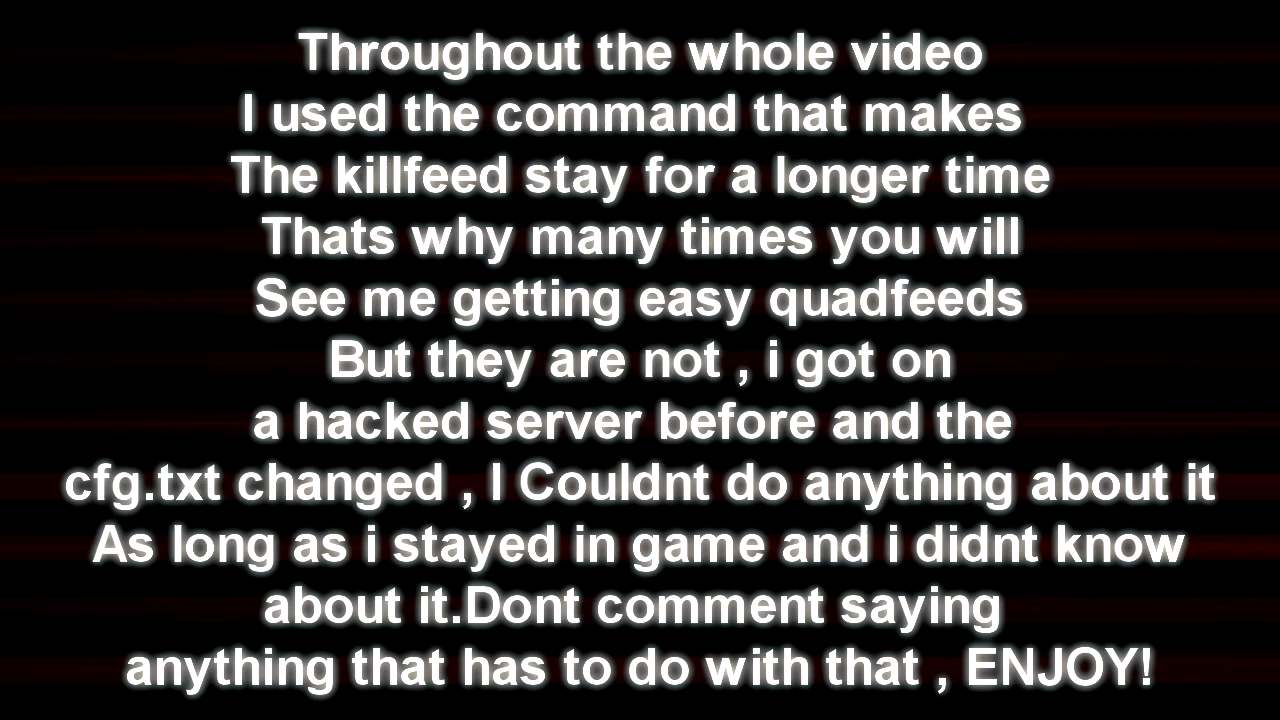 Throughout the whole video
I used the command that makes
The killfeed stay for a longer time
Thats why many times you will
See me getting easy quadfeeds
But they are not , i got on
a hacked server before and the
cfg.txt changed , I Couldnt do anything about it
As long as i stayed in game and i didnt know
about it.Dont comment saying
anything that has to do with that , ENJOY!